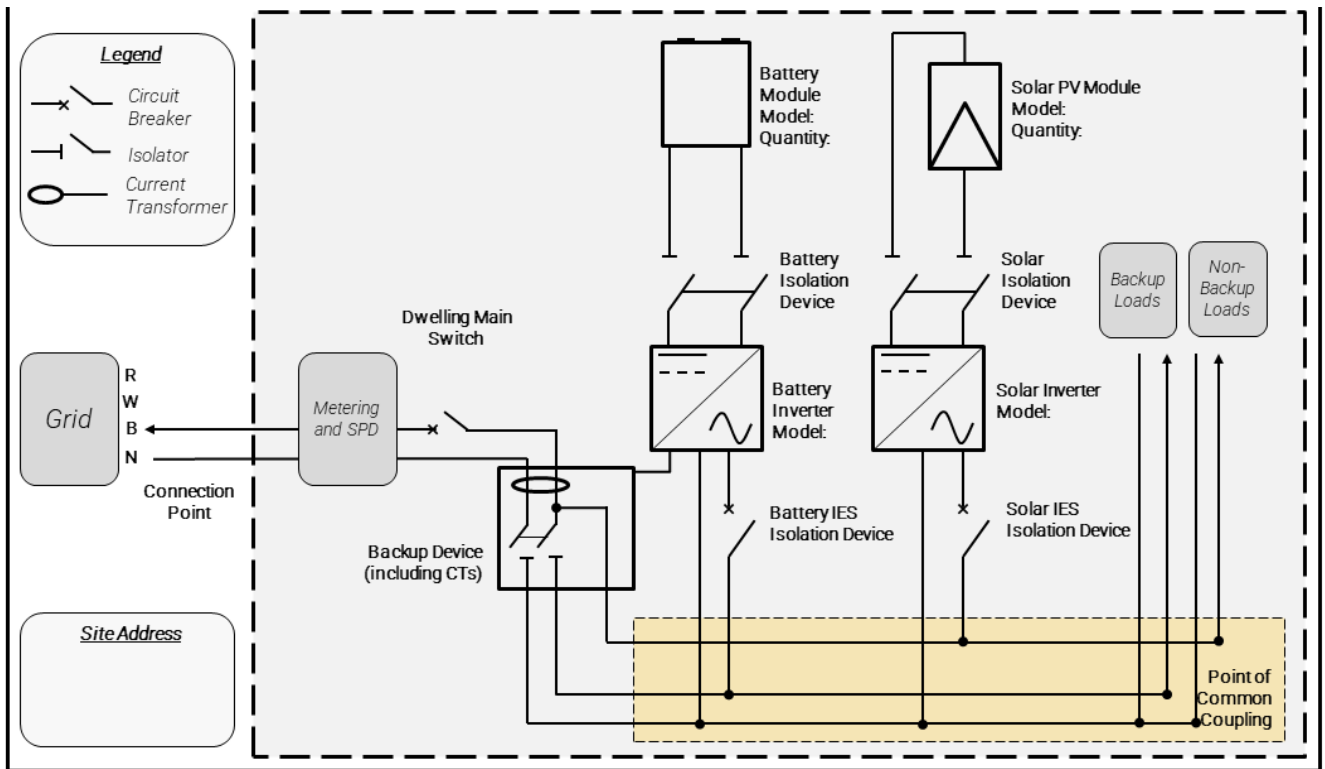 Legend
Circuit
Breaker
Isolator
Current
Transformer
Battery
Module
Model:
Quantity:
Solar PV Module
Model:
Quantity:
Battery
Isolation
Device
Solar
Isolation
Device
Backup
Loads
Non-
Backup
Loads
Dwelling Main
Switch
Grid
R
W
B
N
Metering
and SPD
Battery
Inverter
Model:
Solar Inverter
Model:
Connection
Point
Backup Device
(including CTs)
Battery IES
Isolation Device
Solar IES
Isolation Device
Site Address
Point of
Common
Coupling